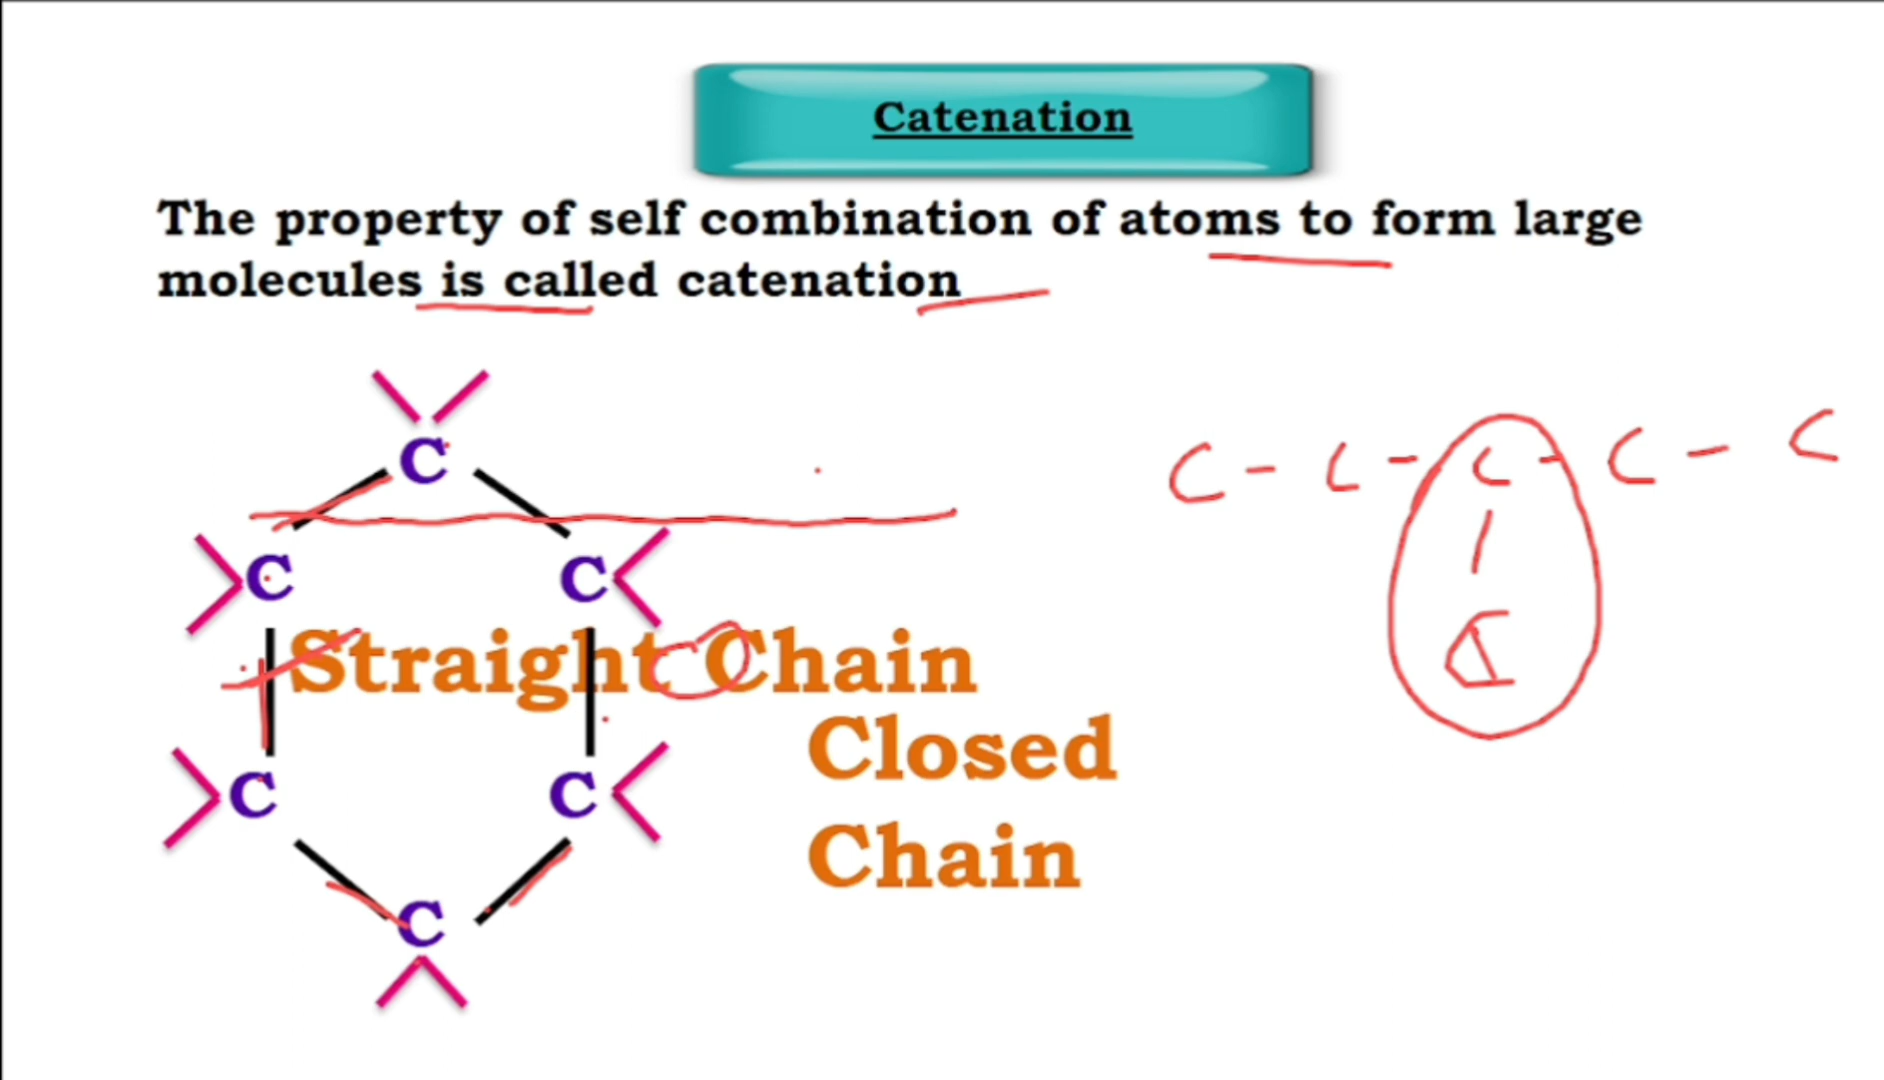 Catenation
The property of self combination of atoms to form large
molecules is called catenation
C
C - C - C - C - C
C C
C
Straight Chain
Closed
C C
Chain
C